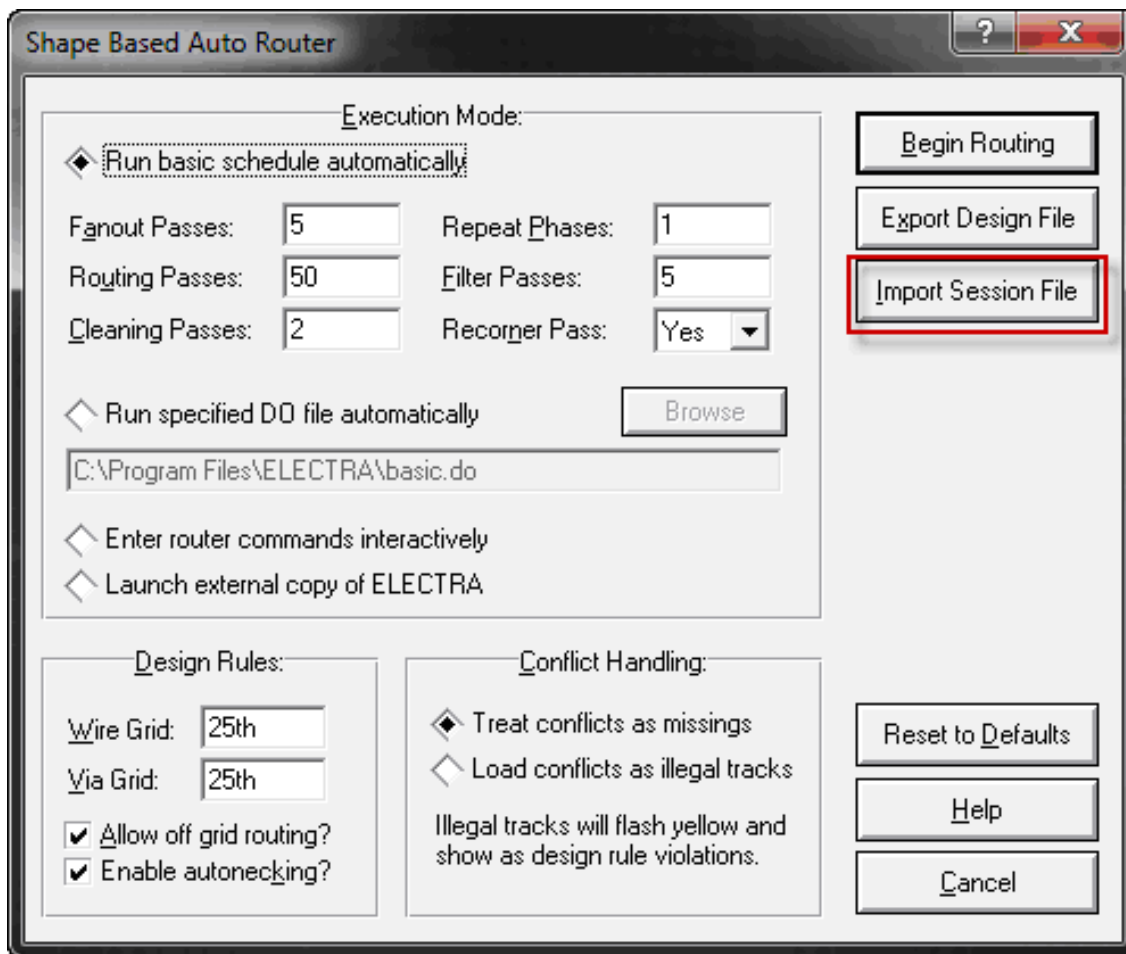 Shape Based Auto Router
?
X
Execution Mode:
Run basic schedule automatically
Fanout Passes: 5 Repeat Phases: 1
Routing Passes: 50 Filter Passes: 5
Cleaning Passes: 2 Recorner Pass: Yes
Run specified DO file automatically Browse
C:\Program Files\ELECTRA\basic.do
Enter router commands interactively
Launch external copy of ELECTRA
Design Rules:
Wire Grid: 25th
Via Grid: 25th
Allow off grid routing?
Enable autonecking?
Conflict Handling:
Treat conflicts as missings
Load conflicts as illegal tracks
Illegal tracks will flash yellow and
show as design rule violations.
Begin Routing
Export Design File
Import Session File
Reset to Defaults
Help
Cancel